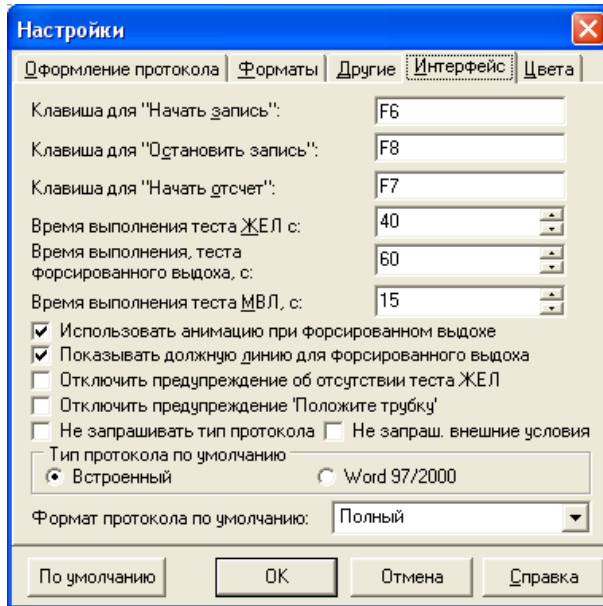 Настройки
Оформление протокола Форматы Другие Интерфейс Цвета
Клавиша для "Начать запись": F6
Клавиша для "Остановить запись": F8
Клавиша для "Начать отсчет": F7
Время выполнения теста ЖЕЛ с: 40
Время выполнения, теста
форсированного выдоха, с: 60
Время выполнения теста МВЛ, с: 15
Использовать анимацию при форсированном выдохе
Показывать должную линию для форсированного выдоха
Отключить предупреждение об отсутствии теста ЖЕЛ
Отключить предупреждение 'Положите трубку'
Не запрашивать тип протокола Не запраш. внешние условия
Тип протокола по умолчанию
Встроенный Word 97/2000
Формат протокола по умолчанию: Полный
По умолчанию OK Отмена Справка